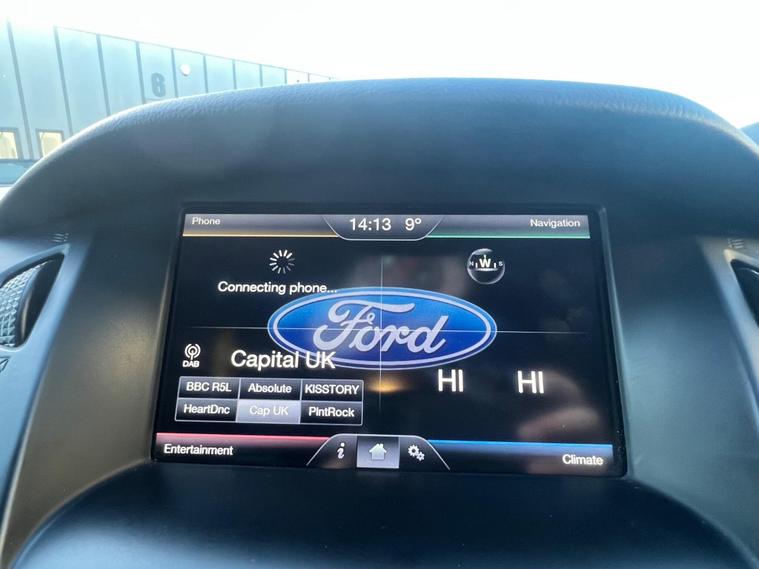 8
Phone
14:13 9°
Navigation
Connecting phone...
N W S
Ford
DAB
Capital UK
HI HI
BBC R5L Absolute KISSTORY
HeartDnc Cap UK PlntRock
Entertainment
i
Climate